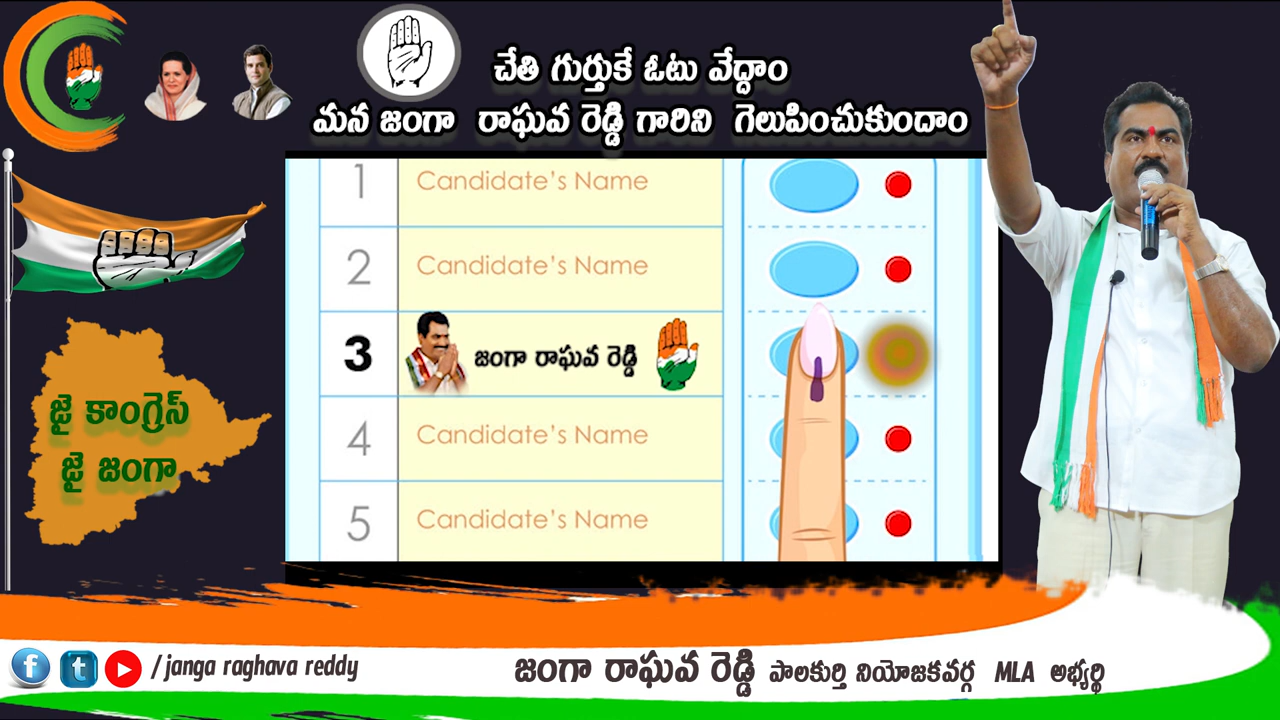 చేతి గుర్తుకే ఓటు వేద్దాం
మన జంగా రాఘవ రెడ్డి గారిని గెలుపించుకుందాం
1 Candidate's Name
2 Candidate's Name
3 జంగా రాఘవ రెడ్డి
4 Candidate's Name
5 Candidate's Name
జై కాంగ్రెస్
జై జంగా
f t /janga raghava reddy
జంగా రాఘవ రెడ్డి పాలకుర్తి నియోజకవర్గ MLA అభ్యర్థి